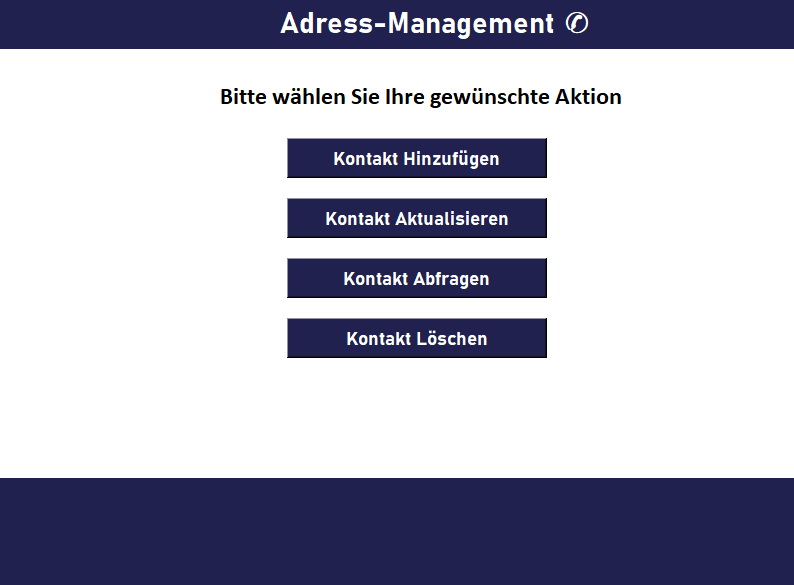 Adress-Management ✆
Bitte wählen Sie Ihre gewünschte Aktion
Kontakt Hinzufügen
Kontakt Aktualisieren
Kontakt Abfragen
Kontakt Löschen